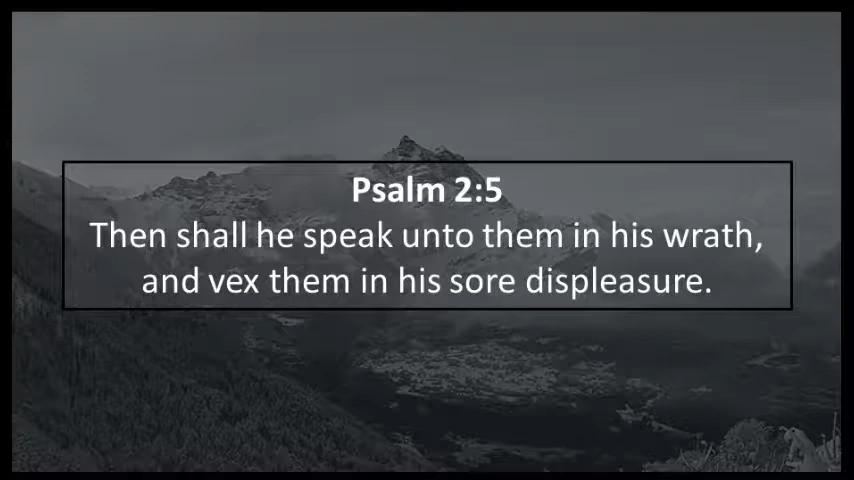 Psalm 2:5
Then shall he speak unto them in his wrath,
and vex them in his sore displeasure.